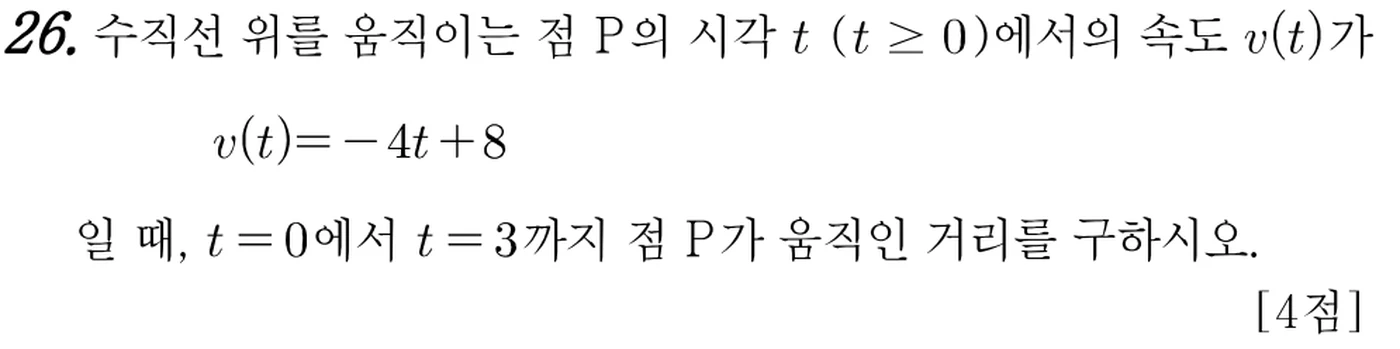 26. 수직선 위를 움직이는 점 P의 시각 t (t ≥ 0)에서의 속도 v(t)가
v(t)=−4t+8
일 때, t=0에서 t=3까지 점 P가 움직인 거리를 구하시오.
[4점]